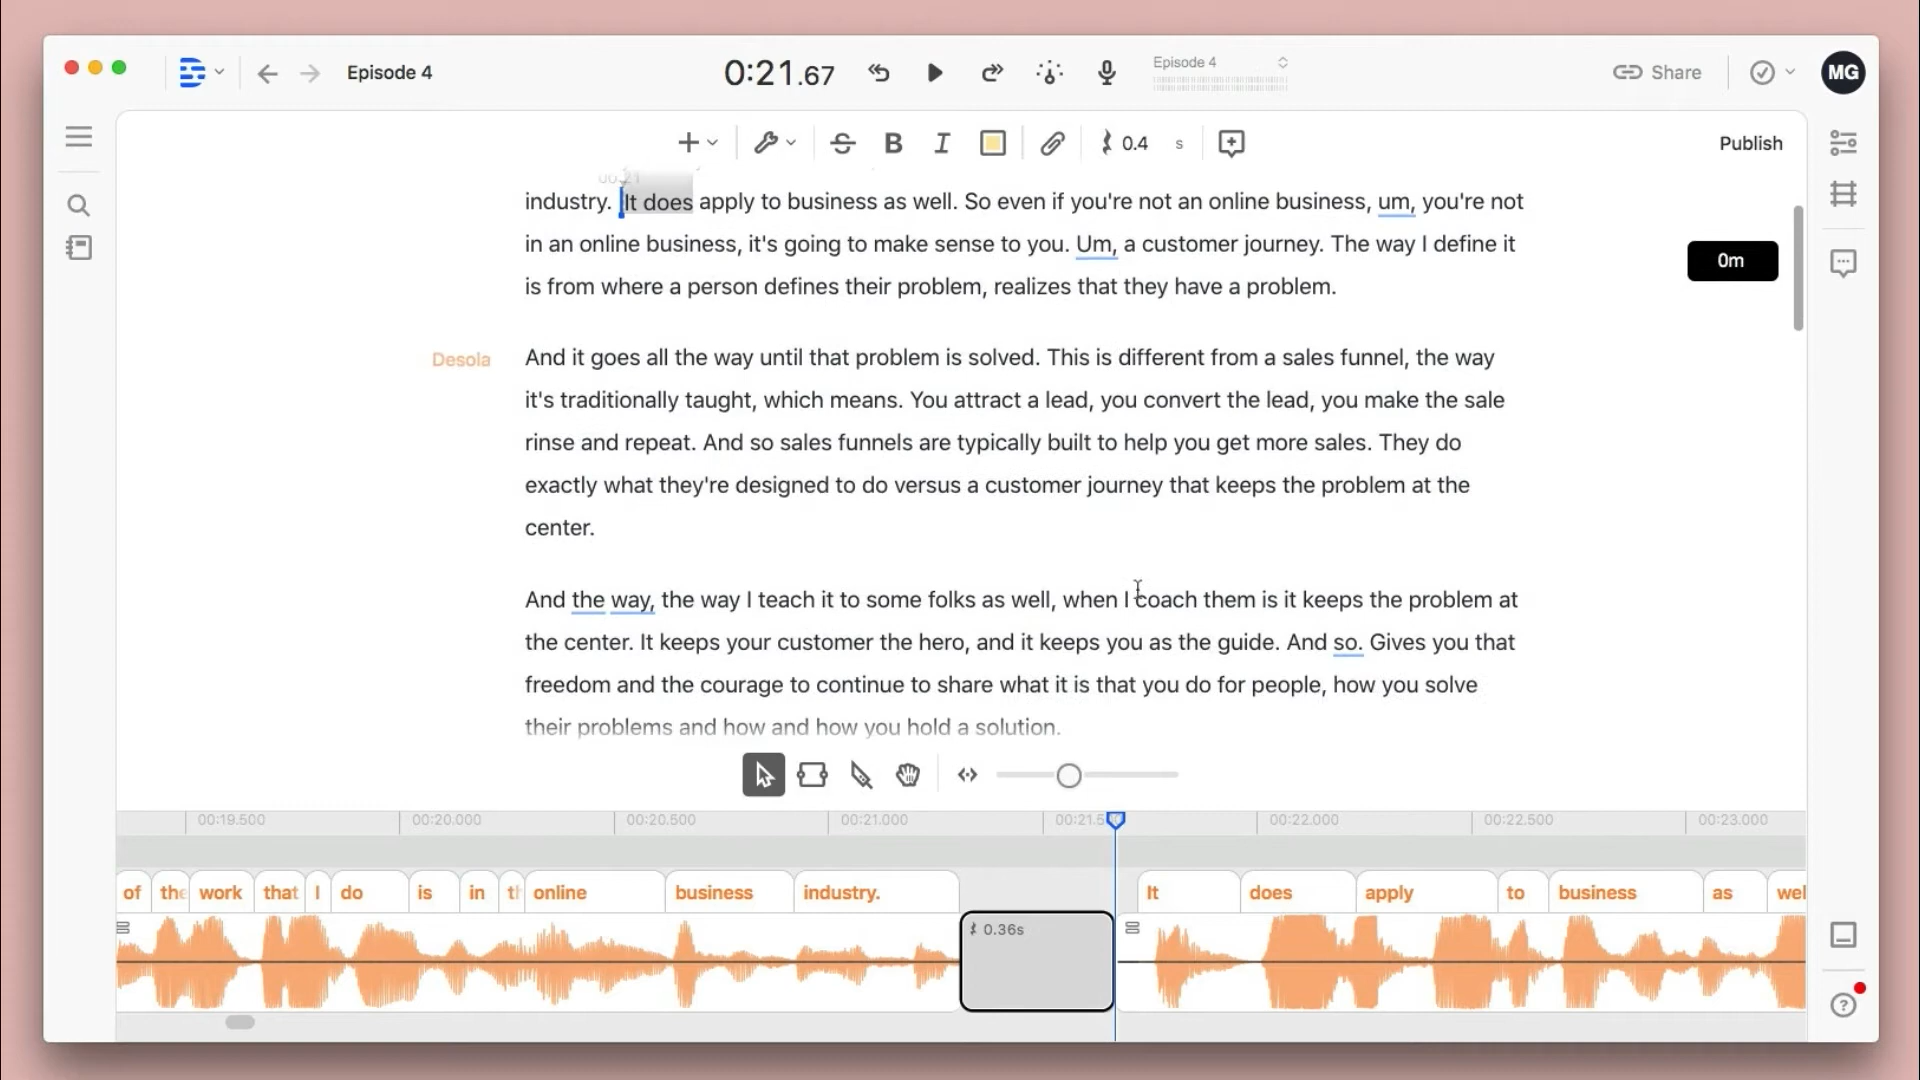 Episode 4
0:21.67
Episode 4
Share
MG
0.4 s
Publish
00:21
industry. It does apply to business as well. So even if you're not an online business, um, you're not
in an online business, it's going to make sense to you. Um, a customer journey. The way I define it
is from where a person defines their problem, realizes that they have a problem.
0m
Desola
And it goes all the way until that problem is solved. This is different from a sales funnel, the way
it's traditionally taught, which means. You attract a lead, you convert the lead, you make the sale
rinse and repeat. And so sales funnels are typically built to help you get more sales. They do
exactly what they're designed to do versus a customer journey that keeps the problem at the
center.
And the way, the way I teach it to some folks as well, when I coach them is it keeps the problem at
the center. It keeps your customer the hero, and it keeps you as the guide. And so. Gives you that
freedom and the courage to continue to share what it is that you do for people, how you solve
their problems and how and how you hold a solution.
00:19.500 00:20.000 00:20.500 00:21.000 00:21.5 00:22.000 00:22.500 00:23.000
of the work that I do is in th online business industry. It does apply to business as wel
0.36s